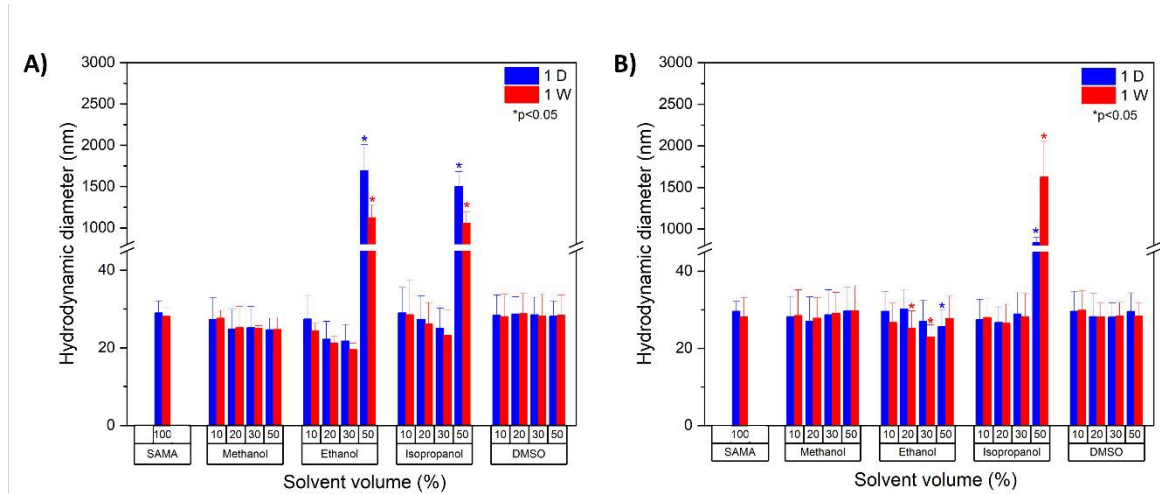 A)
3000
2500
2000
1500
1000
40
20
0
Hydrodynamic diameter (nm)
1 D
1 W
*p<0.05
* * * *
100 10 20 30 50 10 20 30 50 10 20 30 50 10 20 30 50
SAMA Methanol Ethanol Isopropanol DMSO
Solvent volume (%)
B)
3000
2500
2000
1500
1000
40
20
0
Hydrodynamic diameter (nm)
1 D
1 W
*p<0.05
* * * * *
100 10 20 30 50 10 20 30 50 10 20 30 50 10 20 30 50
SAMA Methanol Ethanol Isopropanol DMSO
Solvent volume (%)